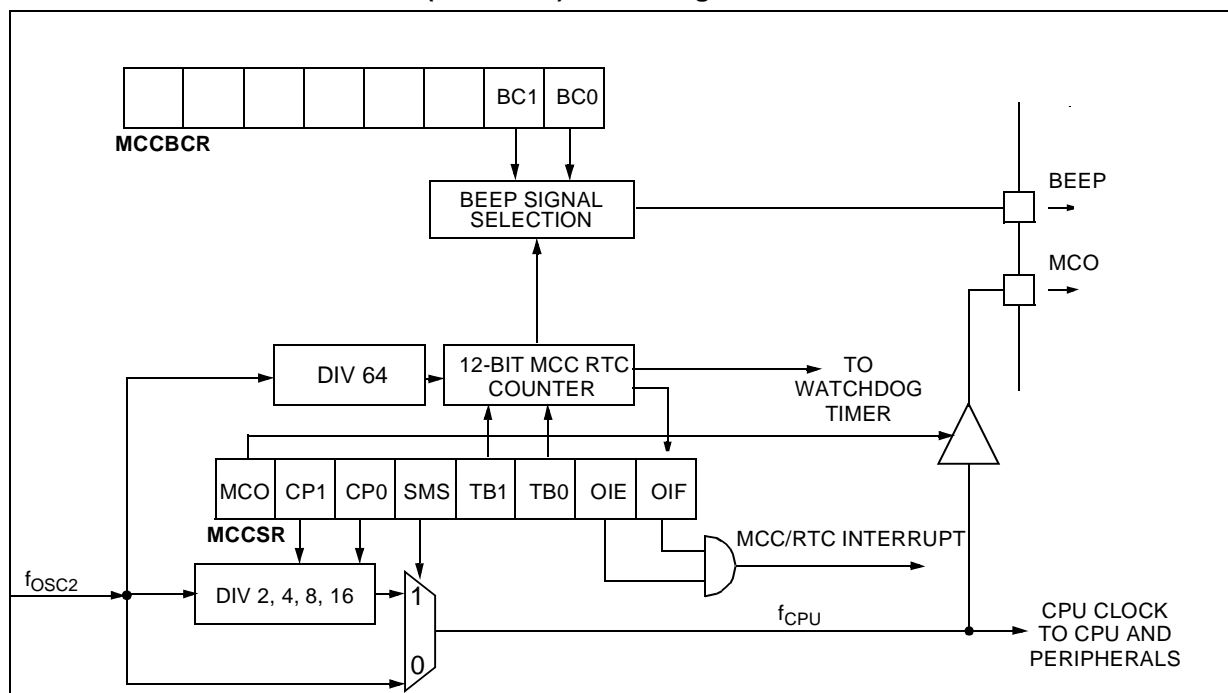 BC1 BC0
MCCBCR
BEEP SIGNAL
SELECTION
BEEP
MCO
DIV 64
12-BIT MCC RTC
COUNTER
TO
WATCHDOG
TIMER
MCO CP1 CP0 SMS TB1 TB0 OIE OIF
MCCSR
MCC/RTC INTERRUPT
fOSC2
DIV 2, 4, 8, 16
1
0
fCPU
CPU CLOCK
TO CPU AND
PERIPHERALS